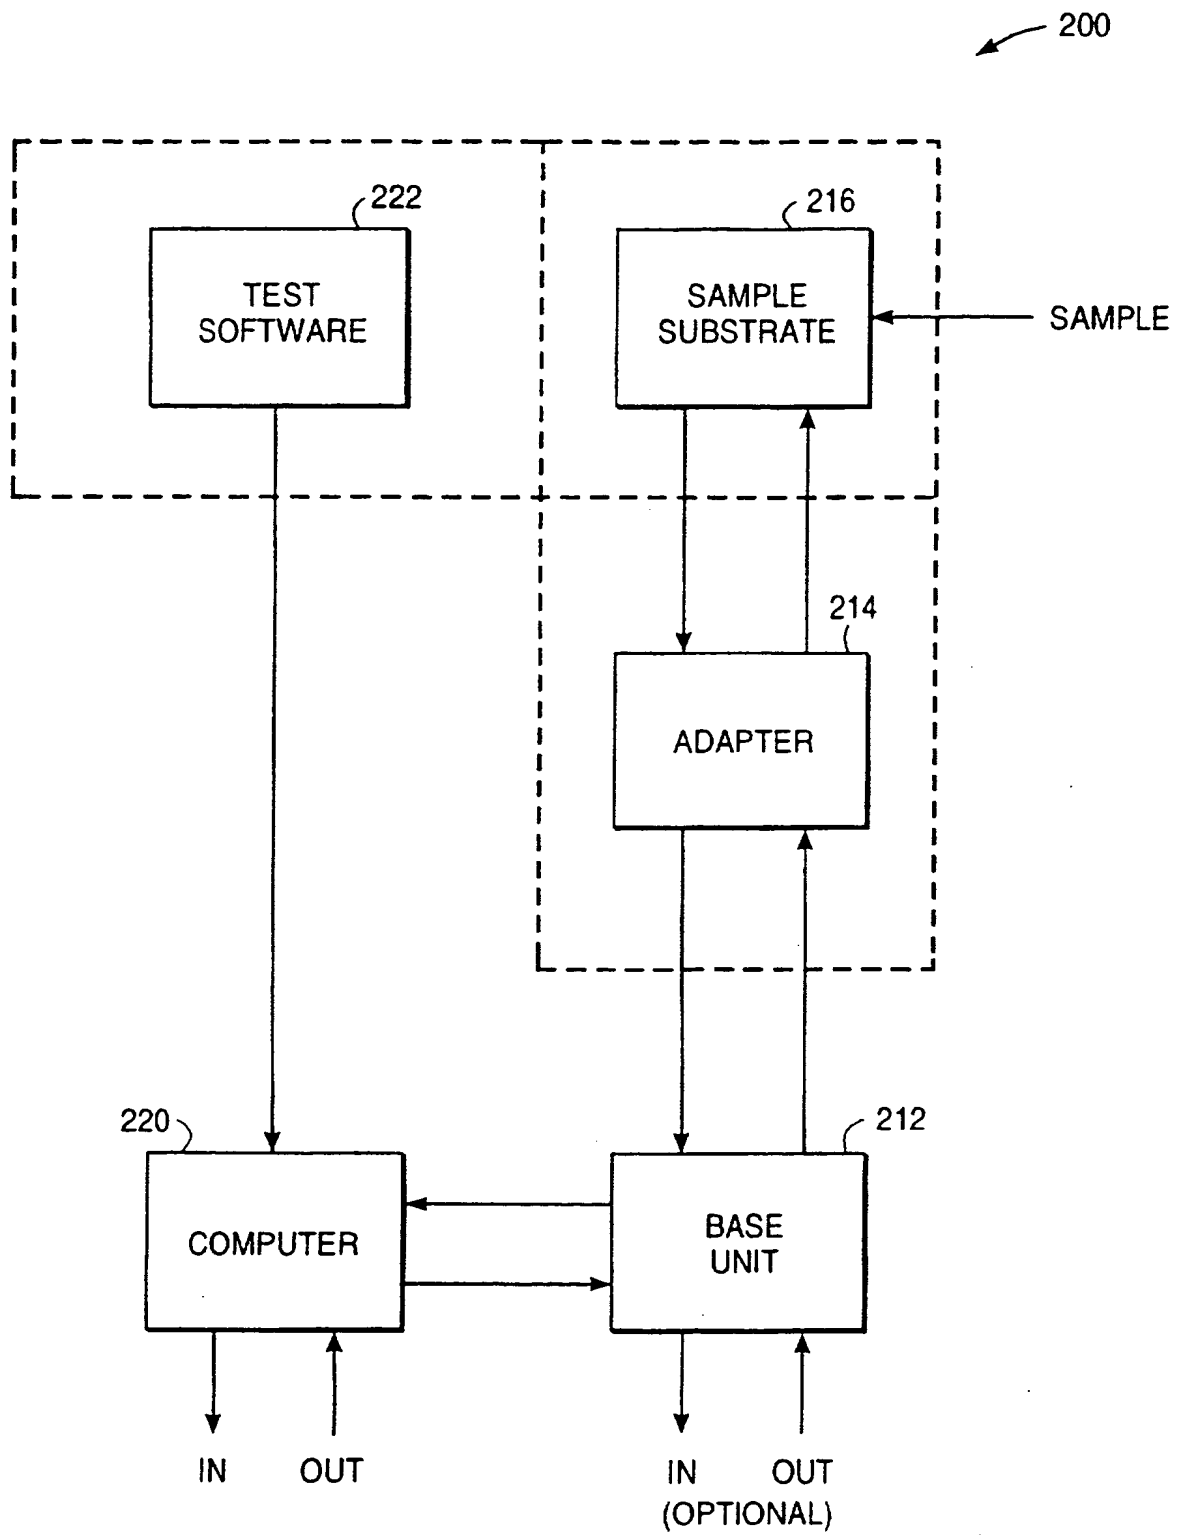 200
222
TEST
SOFTWARE
216
SAMPLE
SUBSTRATE
SAMPLE
214
ADAPTER
220
COMPUTER
212
BASE
UNIT
IN
OUT
IN
OUT
(OPTIONAL)